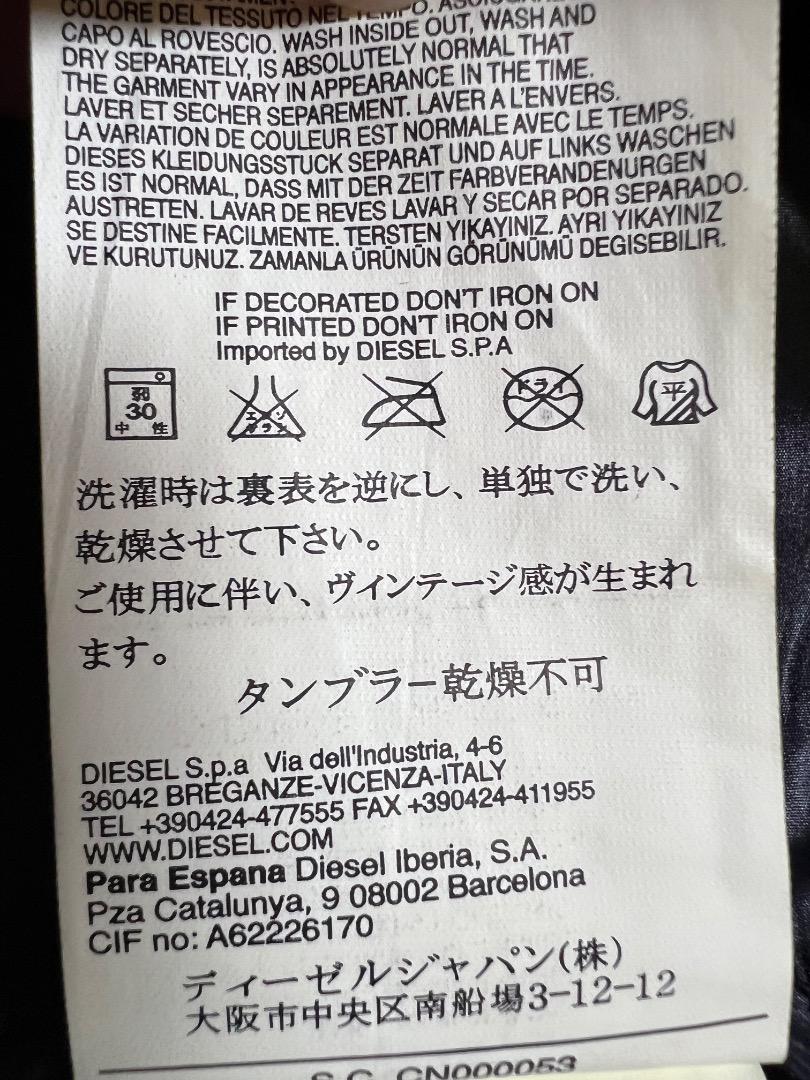 COLORE DEL TESSUTO NEL TEMPO.
CAPO AL ROVESCIO. WASH INSIDE OUT, WASH AND
DRY SEPARATELY, IS ABSOLUTELY NORMAL THAT
THE GARMENT VARY IN APPEARANCE IN THE TIME.
LAVER ET SECHER SEPAREMENT. LAVER A L'ENVERS.
LA VARIATION DE COULEUR EST NORMALE AVEC LE TEMPS.
DIESES KLEIDUNGSSTUCK SEPARAT UND AUF LINKS WASCHEN
ES IST NORMAL, DASS MIT DER ZEIT FARBVERANDENURGEN
AUSTRETEN. LAVAR DE REVES LAVAR Y SECAR POR SEPARADO.
SE DESTINE FACILMENTE. TERSTEN YIKAYINIZ. AYRI YIKAYINIZ
VE KURUTUNUZ. ZAMANLA ÜRÜNÜN GÖRÜNÜMÜ DEGISEBILIR.
IF DECORATED DON'T IRON ON
IF PRINTED DON'T IRON ON
Imported by DIESEL S.P.A
弱
30
中性
エンソ
サラシ
ドライ
平
洗濯時は裏表を逆にし、単独で洗い、
乾燥させて下さい。
ご使用に伴い、ヴィンテージ感が生まれ
ます。
タンブラー乾燥不可
DIESEL S.p.a Via dell'Industria, 4-6
36042 BREGANZE-VICENZA-ITALY
TEL +390424-477555 FAX +390424-411955
WWW.DIESEL.COM
Para Espana Diesel Iberia, S.A.
Pza Catalunya, 9 08002 Barcelona
CIF no: A62226170
ディーゼルジャパン(株)
大阪市中央区南船場3-12-12
S.C. CN000053